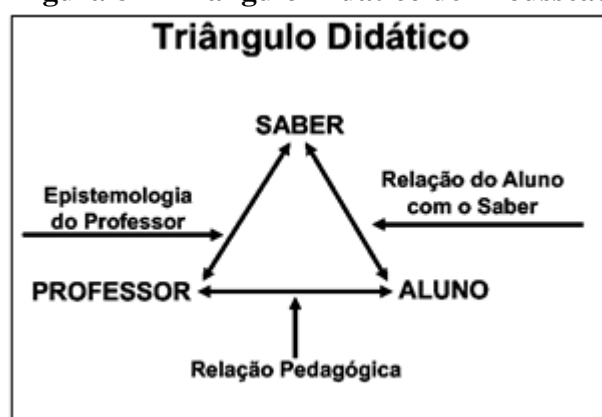 Triângulo Didático
SABER
Epistemologia
do Professor
Relação do Aluno
com o Saber
PROFESSOR
ALUNO
Relação Pedagógica